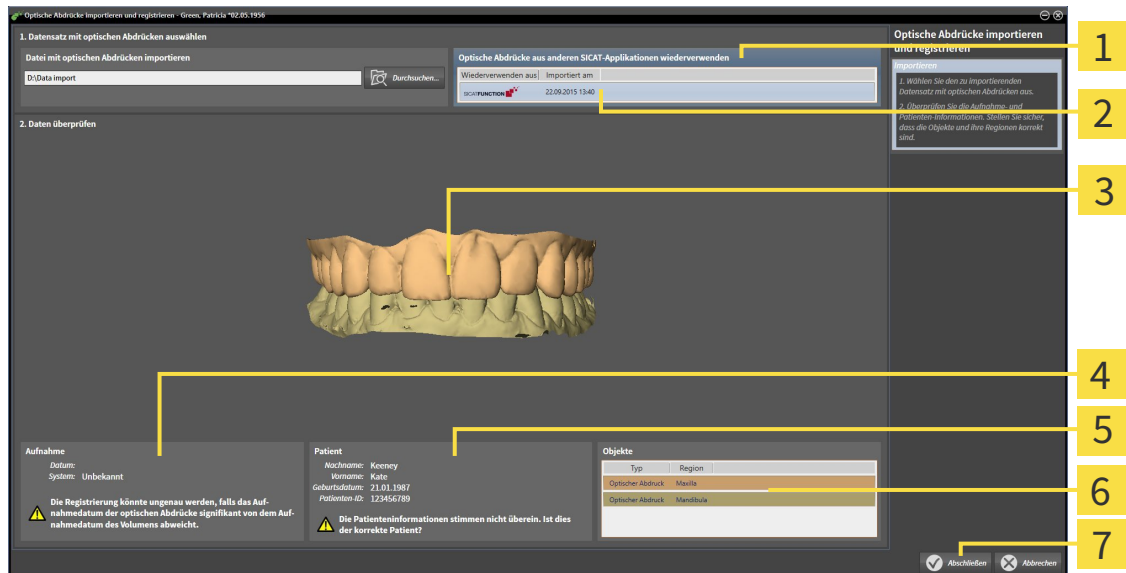 Optische Abdrücke importieren und registrieren - Green, Patricia *02.05.1956
1. Datensatz mit optischen Abdrücken auswählen
Datei mit optischen Abdrücken importieren
D:\Data import
Durchsuchen...
Optische Abdrücke aus anderen SICAT-Applikationen wiederverwenden
Wiederverwenden aus Importiert am
SICATFUNCTION 22.09.2015 13:40
2. Daten überprüfen
Aufnahme
Datum:
System: Unbekannt
Die Registrierung könnte ungenau werden, falls das Auf-
nahmedatum der optischen Abdrücke signifikant von dem Auf-
nahmedatum des Volumens abweicht.
Patient
Nachname: Keeney
Vorname: Kate
Geburtsdatum: 21.01.1987
Patienten-ID: 123456789
Die Patienteninformationen stimmen nicht überein. Ist dies
der korrekte Patient?
Objekte
Typ Region
Optischer Abdruck Maxilla
Optischer Abdruck Mandibula
Optische Abdrücke importieren
und registrieren
Importieren
1. Wählen Sie den zu importierenden
Datensatz mit optischen Abdrücken aus.
2. Überprüfen Sie die Aufnahme- und
Patienten-Informationen. Stellen Sie sicher,
dass die Objekte und ihre Regionen korrekt
sind.
Abschließen
Abbrechen
1
2
3
4
5
6
7